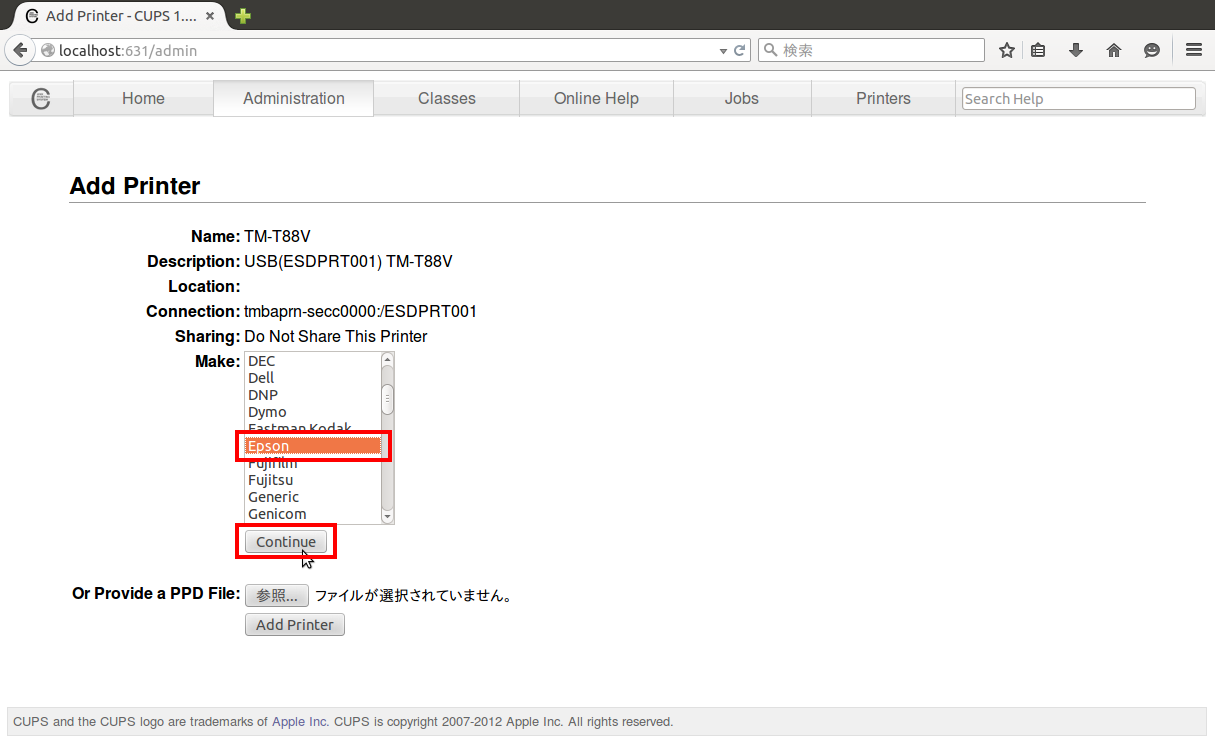 Add Printer - CUPS 1....
localhost:631/admin
検索
Home Administration Classes Online Help Jobs Printers Search Help
Add Printer
Name: TM-T88V
Description: USB(ESDPRT001) TM-T88V
Location:
Connection: tmbaprn-secc0000:/ESDPRT001
Sharing: Do Not Share This Printer
Make: DEC
Dell
DNP
Dymo
Eastman Kodak
Epson
Fujifilm
Fujitsu
Generic
Genicom
Continue
Or Provide a PPD File: 参照... ファイルが選択されていません。
Add Printer
CUPS and the CUPS logo are trademarks of Apple Inc. CUPS is copyright 2007-2012 Apple Inc. All rights reserved.